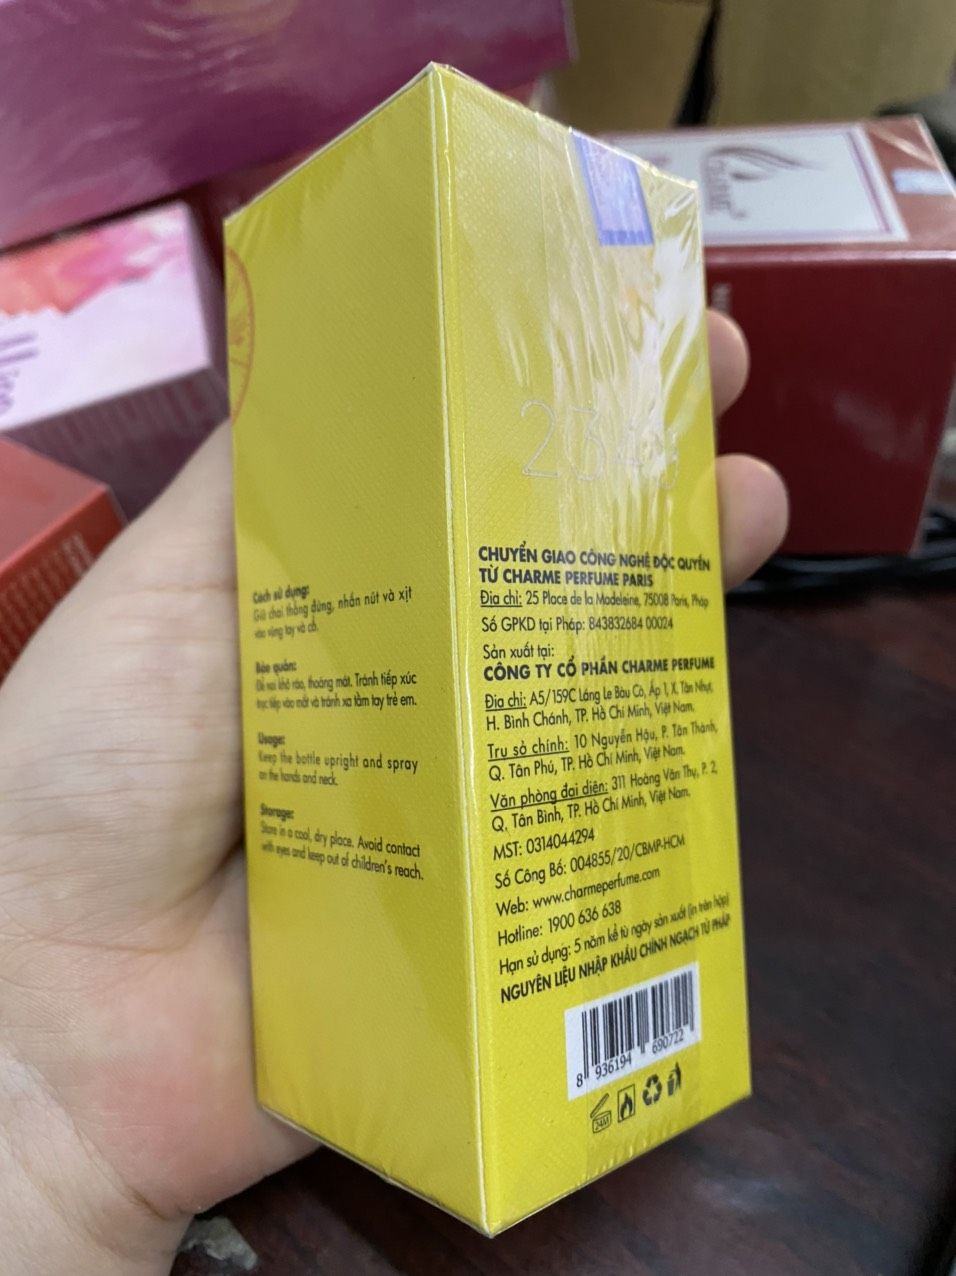 Cách sử dụng:
Giữ chai thẳng đứng, nhấn nút và xịt
vào vùng tay và cổ.
Bảo quản:
Để nơi khô ráo, thoáng mát. Tránh tiếp xúc
trực tiếp vào mắt và tránh xa tầm tay trẻ em.
Usage:
Keep the bottle upright and spray
on the hands and neck.
Storage:
Store in a cool, dry place. Avoid contact
with eyes and keep out of children's reach.
CHUYỂN GIAO CÔNG NGHỆ ĐỘC QUYỀN
TỪ CHARME PERFUME PARIS
Địa chỉ: 25 Place de la Madeleine, 75008 Paris, Pháp
Số GPKD tại Pháp: 843832684 00024
Sản xuất tại:
CÔNG TY CỔ PHẦN CHARME PERFUME
Địa chỉ: A5/159C Láng Le Bàu Cò, Ấp 1, X. Tân Nhựt,
H. Bình Chánh, TP. Hồ Chí Minh, Việt Nam.
Trụ sở chính: 10 Nguyễn Hậu, P. Tân Thành,
Q. Tân Phú, TP. Hồ Chí Minh, Việt Nam.
Văn phòng đại diện: 311 Hoàng Văn Thụ, P. 2,
Q. Tân Bình, TP. Hồ Chí Minh, Việt Nam.
MST: 0314044294
Số Công Bố: 004855/20/CBMP-HCM
Web: www.charmeperfume.com
Hotline: 1900 636 638
Hạn sử dụng: 5 năm kể từ ngày sản xuất (in trên hộp)
NGUYÊN LIỆU NHẬP KHẨU CHÍNH NGẠCH TỪ PHÁP
8 936194 690722
24M